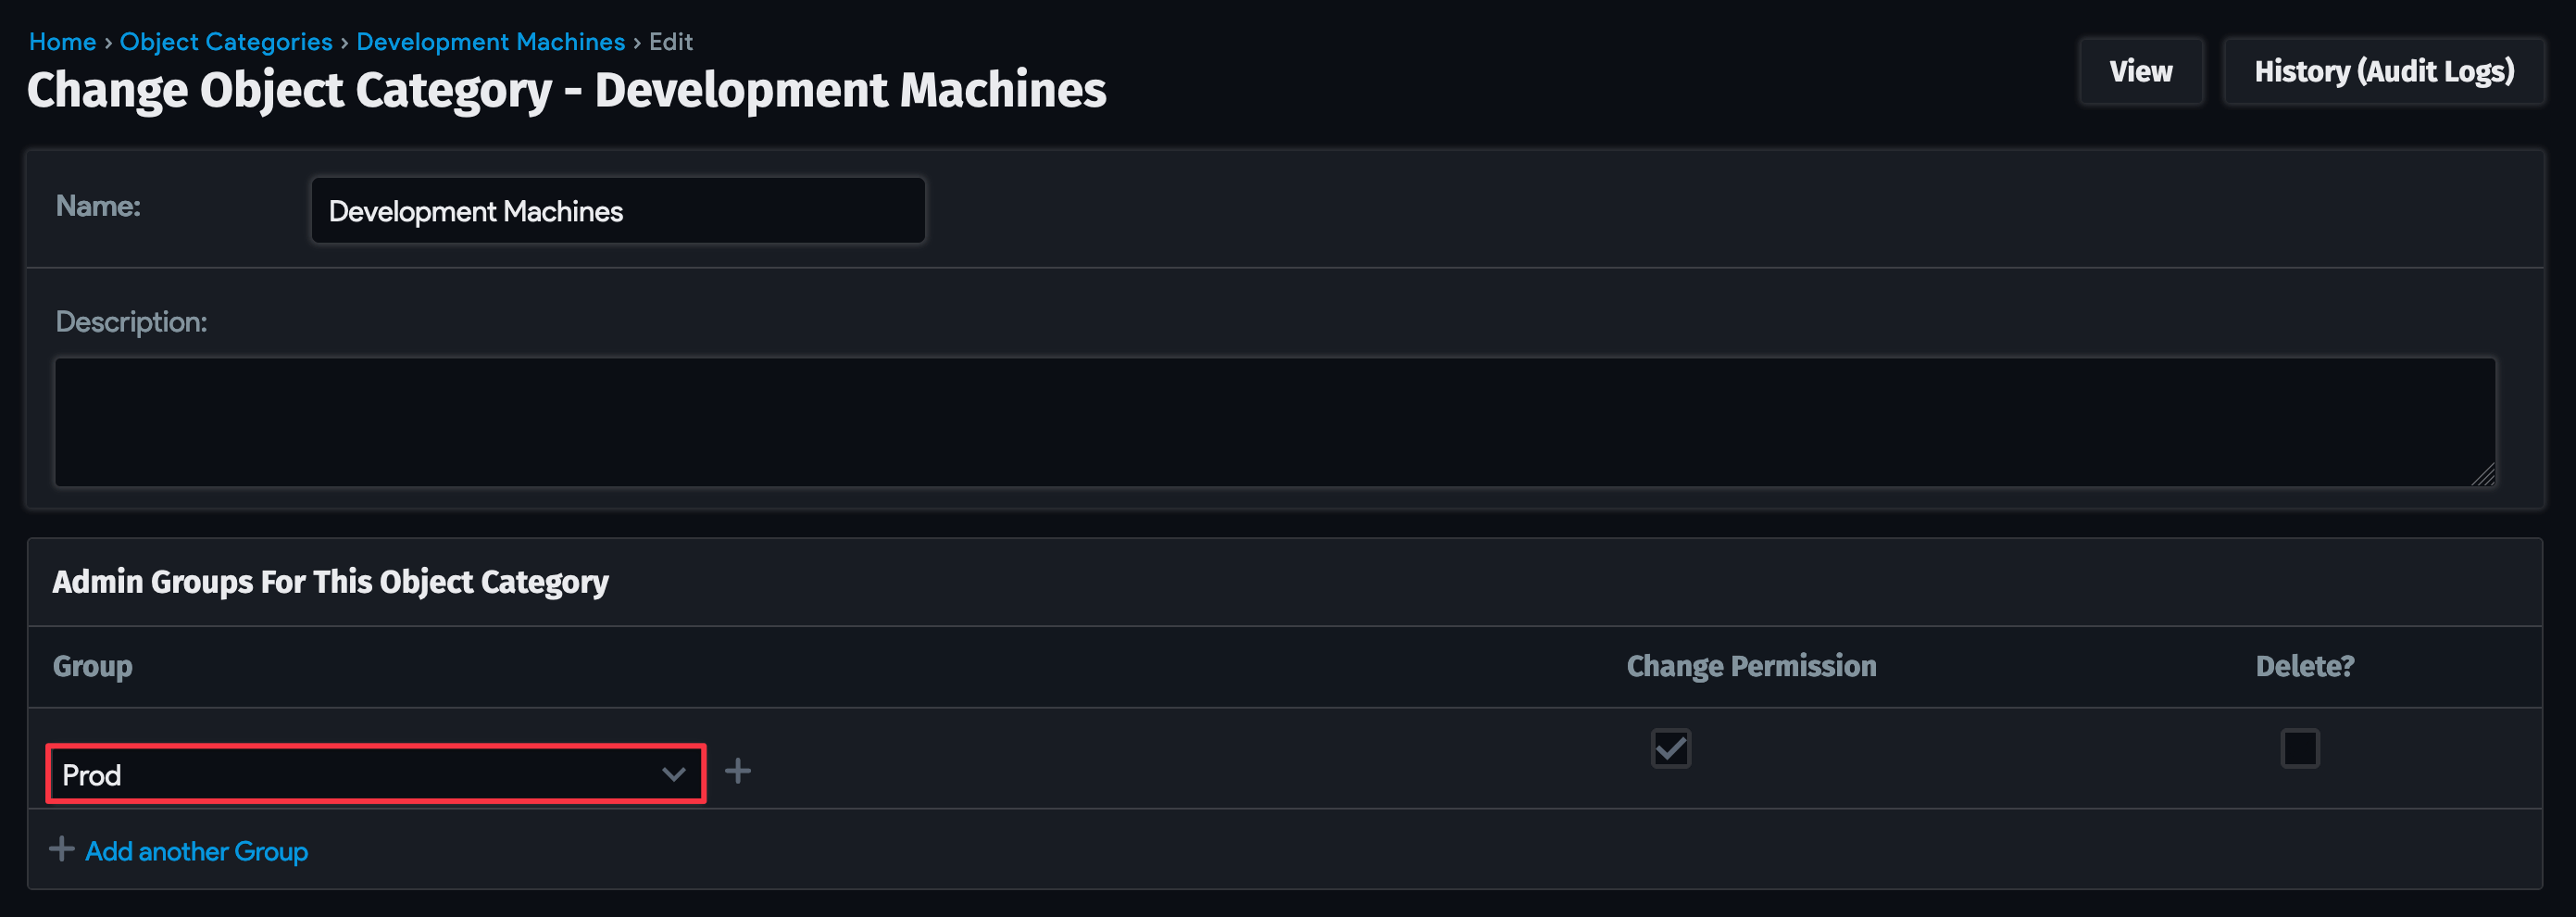 Home › Object Categories › Development Machines › Edit
Change Object Category - Development Machines
View
History (Audit Logs)
Name:
Development Machines
Description:
Admin Groups For This Object Category
Group
Change Permission
Delete?
Prod
Add another Group